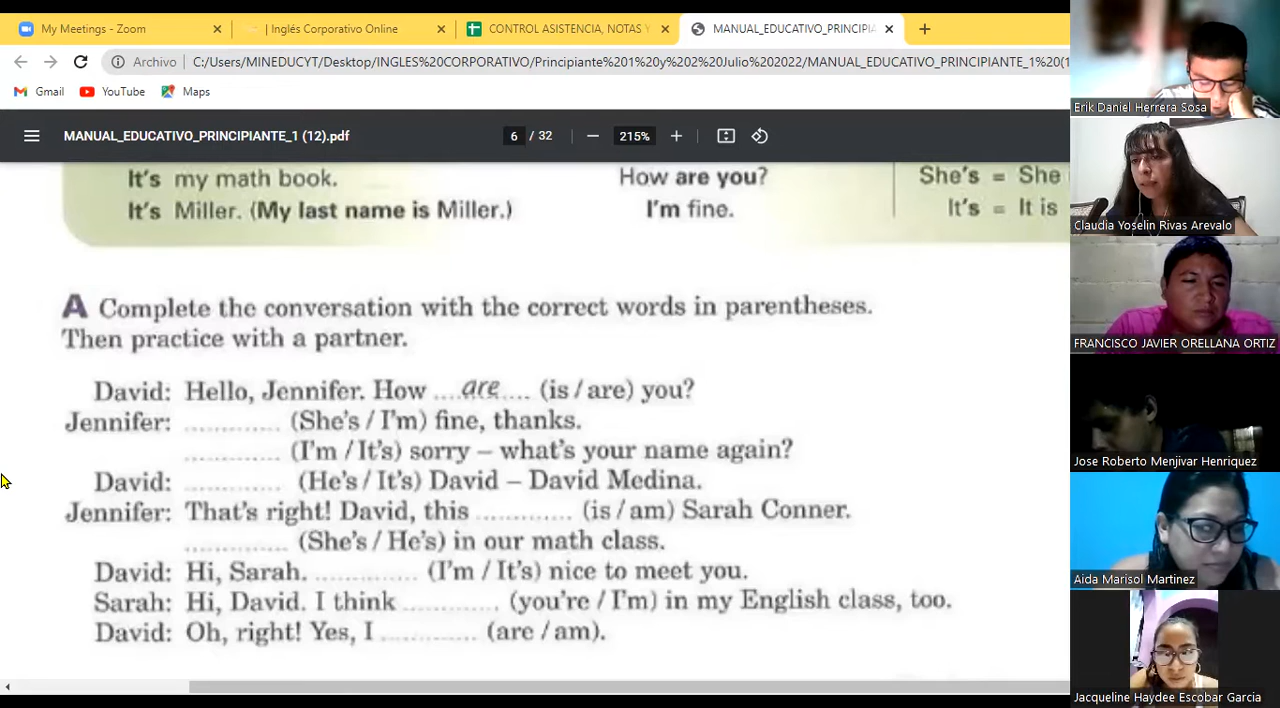 My Meetings - Zoom
| Inglés Corporativo Online
CONTROL ASISTENCIA, NOTAS Y
MANUAL_EDUCATIVO_PRINCIPIA
Archivo
C:/Users/MINEDUCYT/Desktop/INGLES%20CORPORATIVO/Principiante%201%20y%202%20Julio%202022/MANUAL_EDUCATIVO_PRINCIPIANTE_1%20(1
Gmail
YouTube
Maps
MANUAL_EDUCATIVO_PRINCIPIANTE_1 (12).pdf
6 / 32
215%
It's my math book.
How are you?
She's = She
It's Miller. (My last name is Miller.)
I'm fine.
It's = It is
A Complete the conversation with the correct words in parentheses.
Then practice with a partner.
David: Hello, Jennifer. How ....are.... (is / are) you?
Jennifer: ............. (She's / I'm) fine, thanks.
............. (I'm / It's) sorry – what's your name again?
David: ............. (He's / It's) David – David Medina.
Jennifer: That's right! David, this ............. (is / am) Sarah Conner.
.............. (She's / He's) in our math class.
David: Hi, Sarah. .............. (I'm / It's) nice to meet you.
Sarah: Hi, David. I think ............. (you're / I'm) in my English class, too.
David: Oh, right! Yes, I ............. (are / am).
Erik Daniel Herrera Sosa
Claudia Yoselin Rivas Arevalo
FRANCISCO JAVIER ORELLANA ORTIZ
Jose Roberto Menjivar Henriquez
Aida Marisol Martinez
Jacqueline Haydee Escobar Garcia